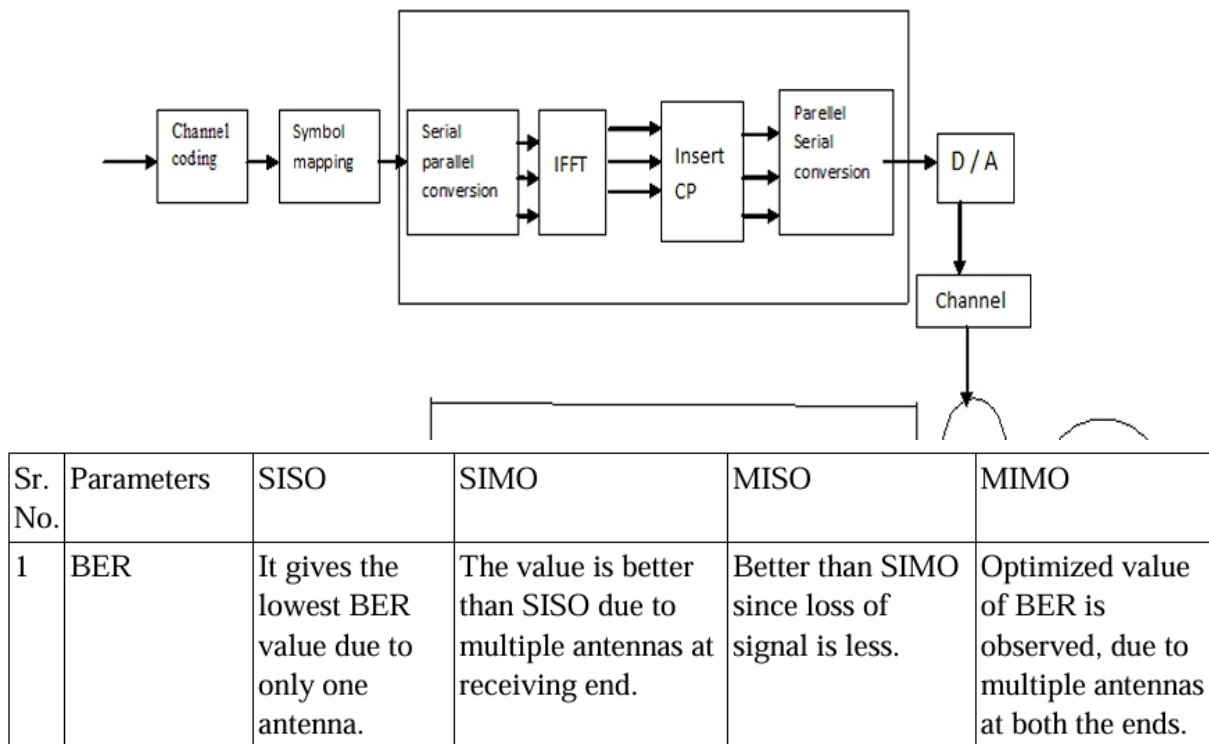 Channel
coding
Symbol
mapping
Serial
parallel
conversion
IFFT
Insert
CP
Parellel
Serial
conversion
D / A
Channel
Sr.
No.
Parameters
SISO
SIMO
MISO
MIMO
1
BER
It gives the
lowest BER
value due to
only one
antenna.
The value is better
than SISO due to
multiple antennas at
receiving end.
Better than SIMO
since loss of
signal is less.
Optimized value
of BER is
observed, due to
multiple antennas
at both the ends.